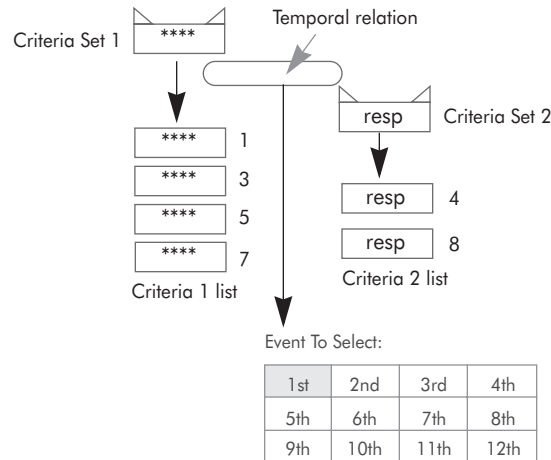 Temporal relation
Criteria Set 1
****
resp
Criteria Set 2
**** 1
**** 3
**** 5
**** 7
Criteria 1 list
resp 4
resp 8
Criteria 2 list
Event To Select:
1st 2nd 3rd 4th
5th 6th 7th 8th
9th 10th 11th 12th